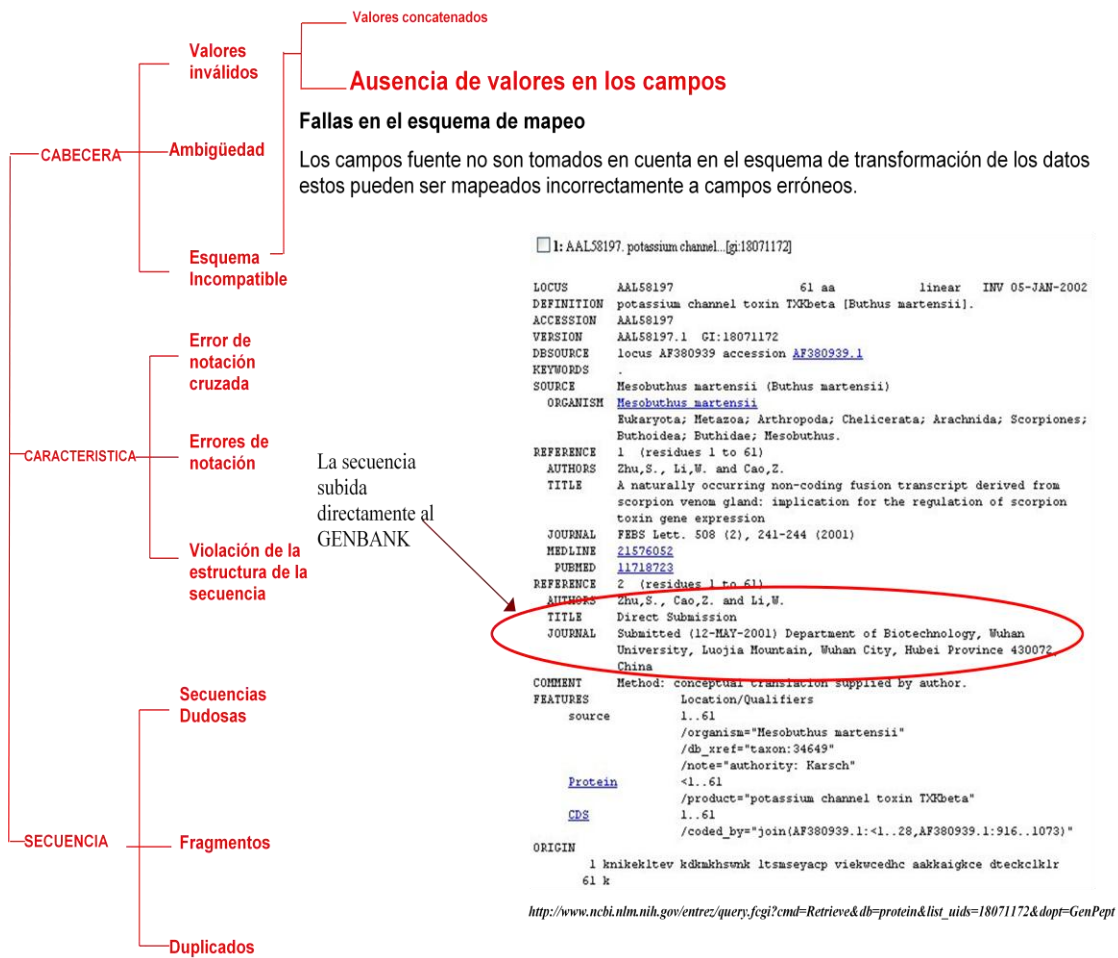 Valores concatenados
Valores
inválidos
Ausencia de valores en los campos
Fallas en el esquema de mapeo
CABECERA
Ambigüedad
Los campos fuente no son tomados en cuenta en el esquema de transformación de los datos
estos pueden ser mapeados incorrectamente a campos erróneos.
Esquema
Incompatible
Error de
notación
cruzada
CARACTERISTICA
Errores de
notación
Violación de la
estructura de la
secuencia
Secuencias
Dudosas
SECUENCIA
Fragmentos
Duplicados
La secuencia
subida
directamente al
GENBANK
1: AAL58197. potassium channel...[gi:18071172]
LOCUS AAL58197 61 aa linear INV 05-JAN-2002
DEFINITION potassium channel toxin TXKbeta [Buthus martensii].
ACCESSION AAL58197
VERSION AAL58197.1 GI:18071172
DBSOURCE locus AF380939 accession AF380939.1
KEYWORDS .
SOURCE Mesobuthus martensii (Buthus martensii)
ORGANISM Mesobuthus martensii
Eukaryota; Metazoa; Arthropoda; Chelicerata; Arachnida; Scorpiones;
Buthoidea; Buthidae; Mesobuthus.
REFERENCE 1 (residues 1 to 61)
AUTHORS Zhu,S., Li,W. and Cao,Z.
TITLE A naturally occurring non-coding fusion transcript derived from
scorpion venom gland: implication for the regulation of scorpion
toxin gene expression
JOURNAL FEBS Lett. 508 (2), 241-244 (2001)
MEDLINE 21576052
PUBMED 11718723
REFERENCE 2 (residues 1 to 61)
AUTHORS Zhu,S., Cao,Z. and Li,W.
TITLE Direct Submission
JOURNAL Submitted (12-MAY-2001) Department of Biotechnology, Wuhan
University, Luojia Mountain, Wuhan City, Hubei Province 430072,
China
COMMENT Method: conceptual translation supplied by author.
FEATURES Location/Qualifiers
source 1..61
/organism="Mesobuthus martensii"
/db_xref="taxon:34649"
/note="authority: Karsch"
Protein <1..61
/product="potassium channel toxin TXKbeta"
CDS 1..61
/coded_by="join(AF380939.1:<1..28,AF380939.1:916..1073)"
ORIGIN
1 knikekltev kdkmkhswnk ltsmseyacp viekwcedhc aakkaigkce dteckclklr
61 k
http://www.ncbi.nlm.nih.gov/entrez/query.fcgi?cmd=Retrieve&db=protein&list_uids=18071172&dopt=GenPept